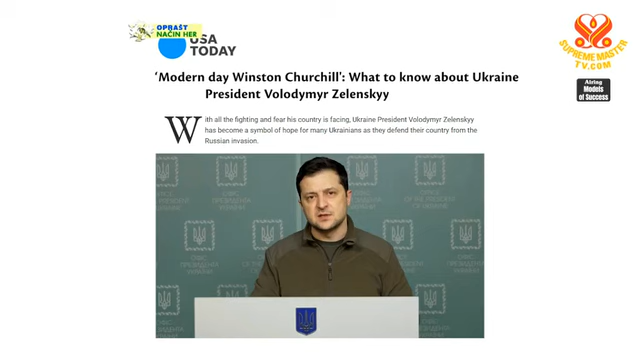 OPRAŠT
NAČIN HER
USA
TODAY
SUPREME MASTER
TV.COM
Airing
Models
of Success
‘Modern day Winston Churchill’: What to know about Ukraine
President Volodymyr Zelenskyy
With all the fighting and fear his country is facing, Ukraine President Volodymyr Zelenskyy
has become a symbol of hope for many Ukrainians as they defend their country from the
Russian invasion.